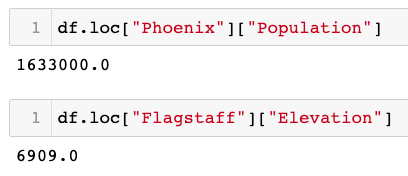 1 df.loc["Phoenix"]["Population"]
1633000.0
1 df.loc["Flagstaff"]["Elevation"]
6909.0